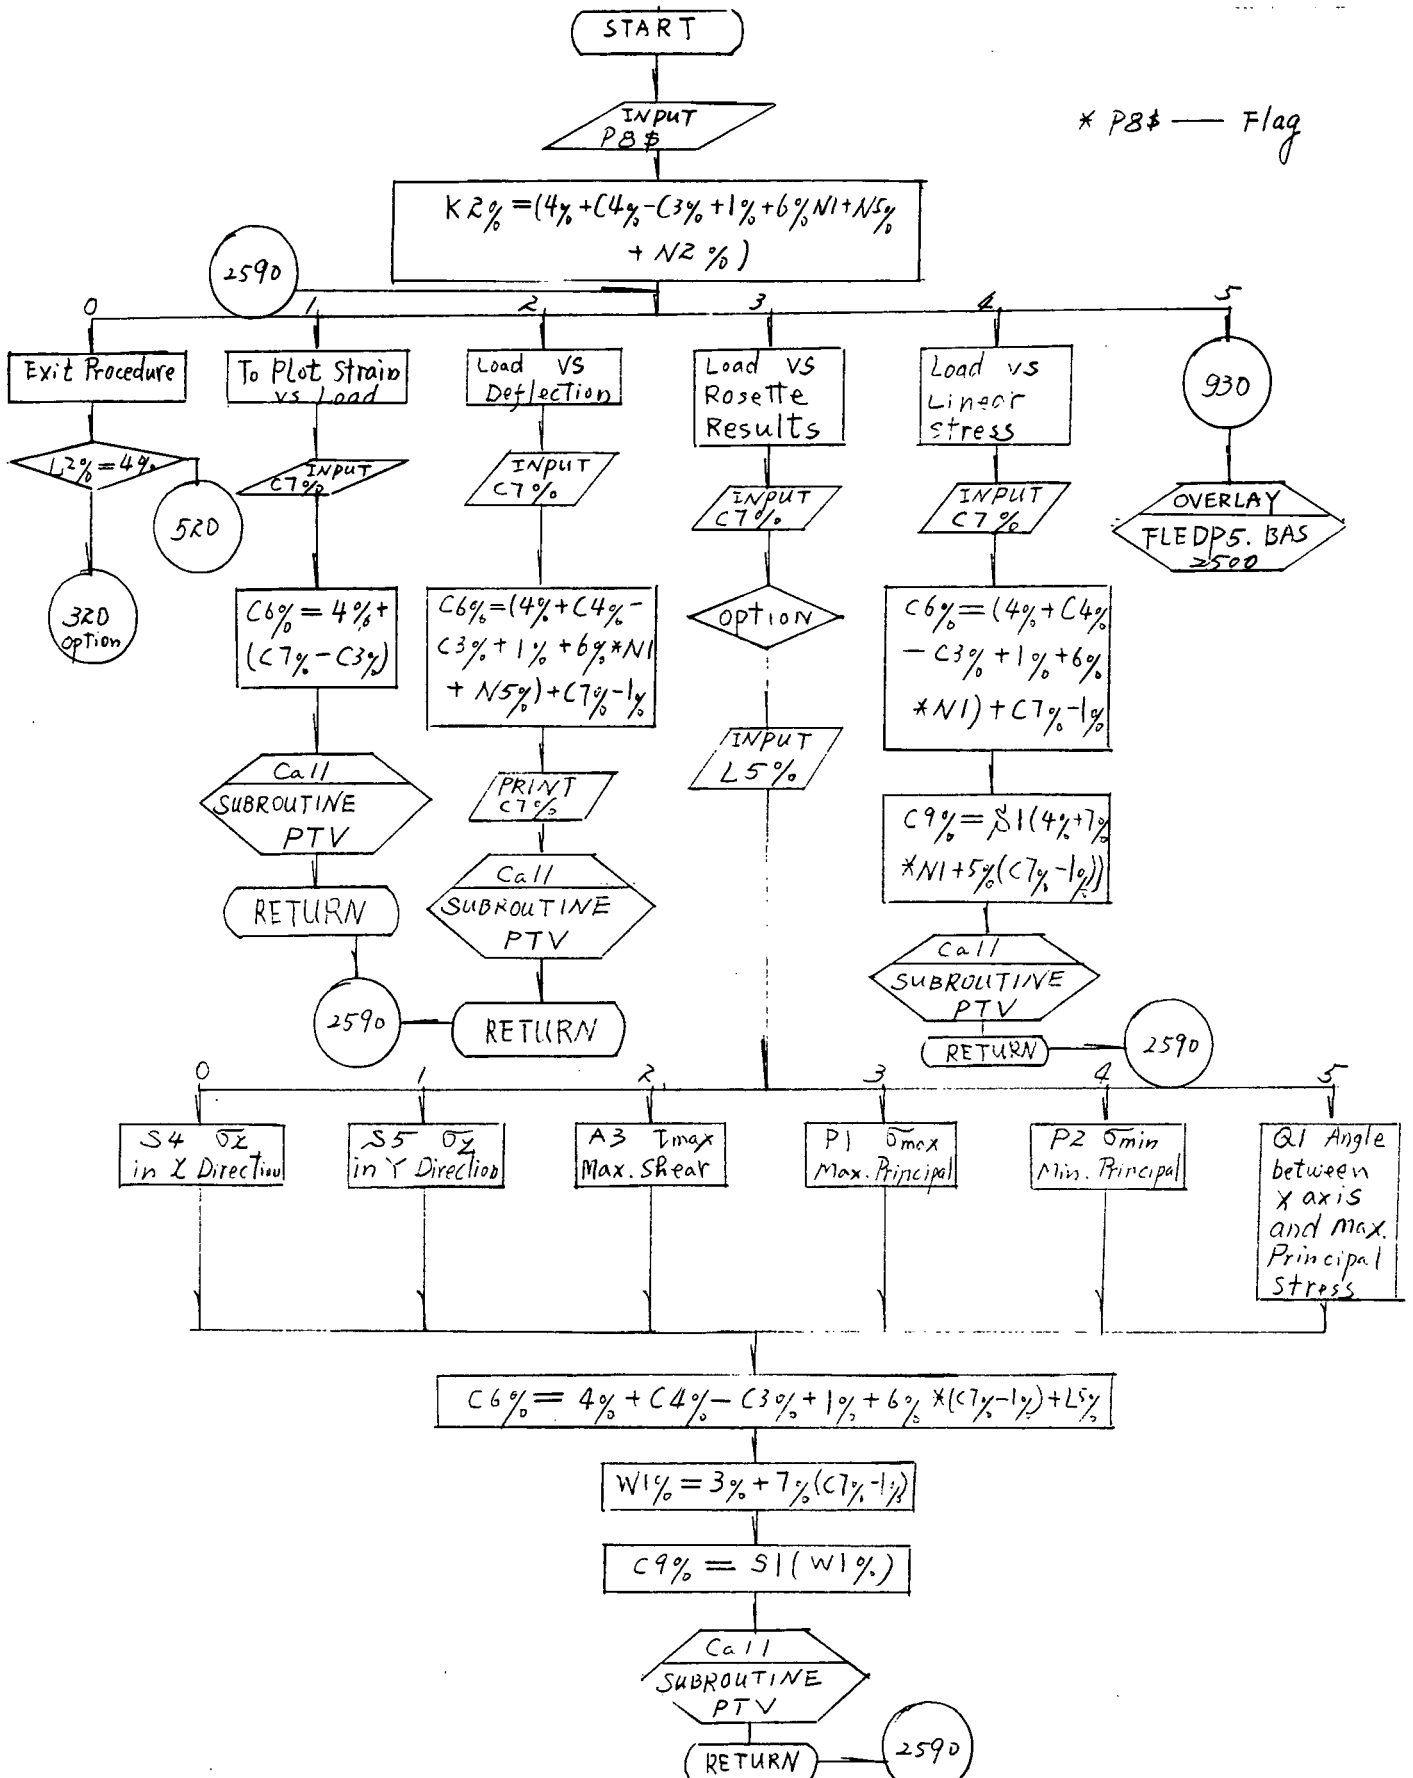 START
INPUT
P8$
* P8$ — Flag
K2% = (4% + C4% - C3% + 1% + 6% N1 + N5%
+ N2%)
2590
0
1
2
3
4
5
Exit Procedure
To Plot Strain
vs Load
Load VS
Deflection
Load VS
Rosette
Results
Load vs
Linear
stress
930
L2% = 4%
520
320
option
INPUT
C7%
INPUT
C7%
INPUT
C7%
INPUT
C7%
OVERLAY
FLEDP5. BAS
2500
C6% = 4% +
(C7% - C3%)
C6% = (4% + C4% -
C3% + 1% + 6% * N1
+ N5%) + C7% - 1%
OPTION
C6% = (4% + C4%
- C3% + 1% + 6%
* N1) + C7% - 1%
INPUT
L5%
Call
SUBROUTINE
PTV
PRINT
C7%
C9% = S1(4% + 7%
* N1 + 5% (C7% - 1%))
RETURN
Call
SUBROUTINE
PTV
Call
SUBROUTINE
PTV
2590
RETURN
RETURN
2590
0
1
2
3
4
5
S4 σx
in X Direction
S5 σy
in Y Direction
A3 τmax
Max. Shear
P1 σmax
Max. Principal
P2 σmin
Min. Principal
Q1 Angle
between
X axis
and max.
Principal
stress
C6% = 4% + C4% - C3% + 1% + 6% * (C7% - 1%) + L5%
W1% = 3% + 7% (C7% - 1%)
C9% = S1(W1%)
Call
SUBROUTINE
PTV
RETURN
2590